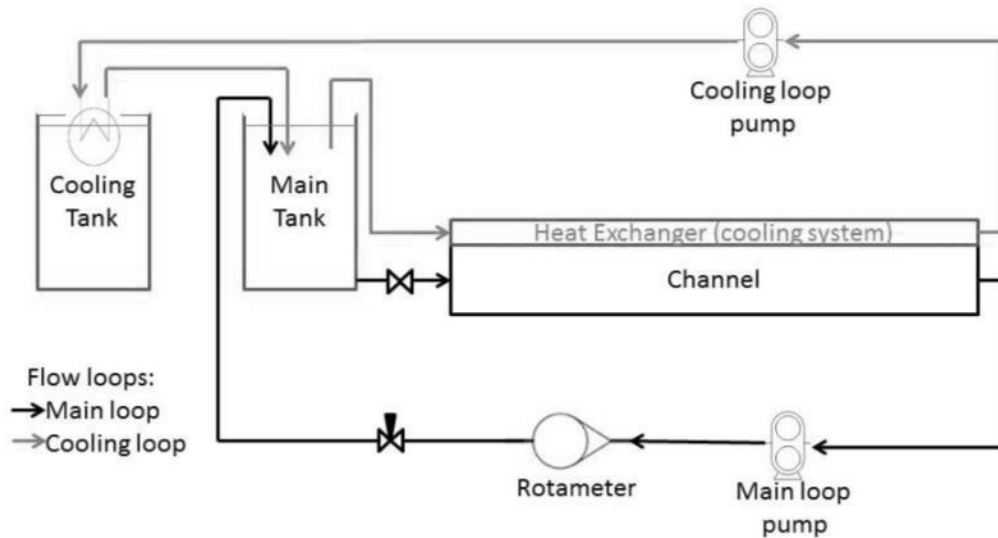 Cooling loop
pump
Cooling
Tank
Main
Tank
Heat Exchanger (cooling system)
Channel
Flow loops:
Main loop
Cooling loop
Rotameter
Main loop
pump